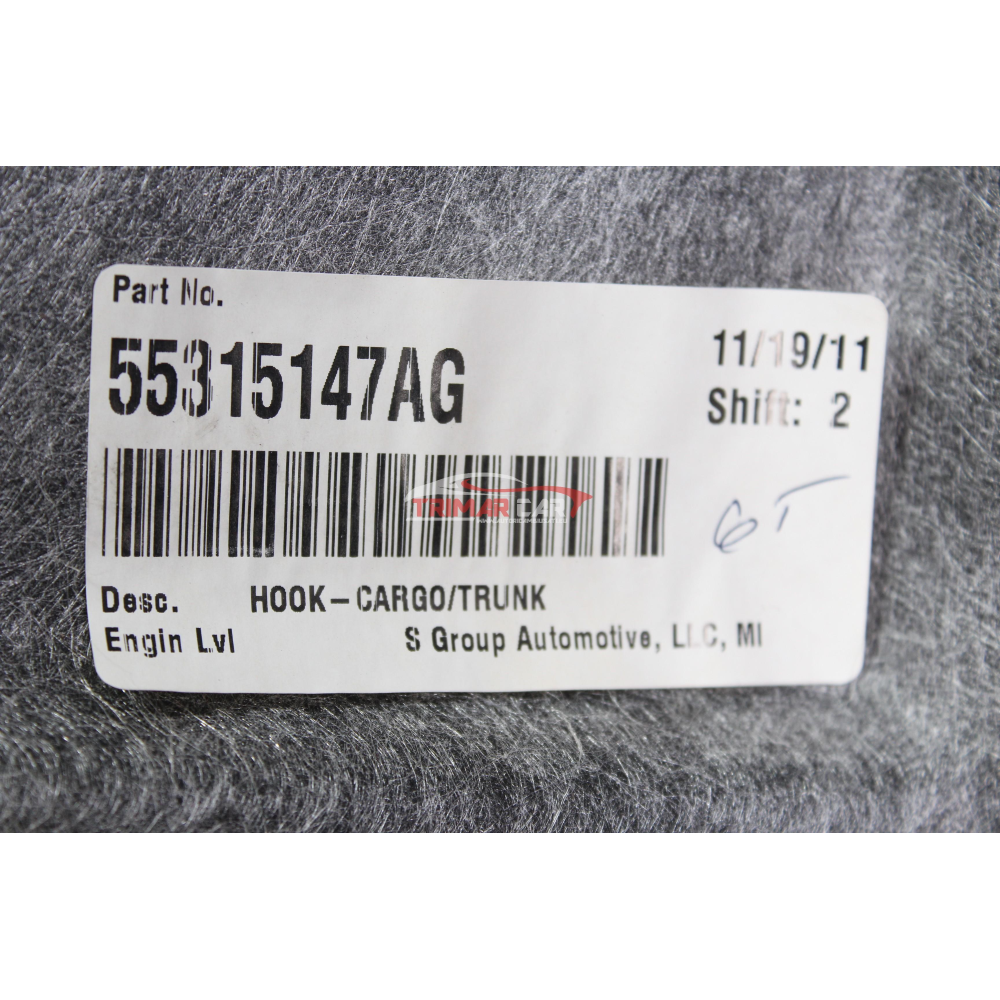 Part No.
55315147AG
11/19/11
Shift: 2
TRIMARCAR
6T
Desc. HOOK-CARGO/TRUNK
Engin Lvl S Group Automotive, LLC, MI